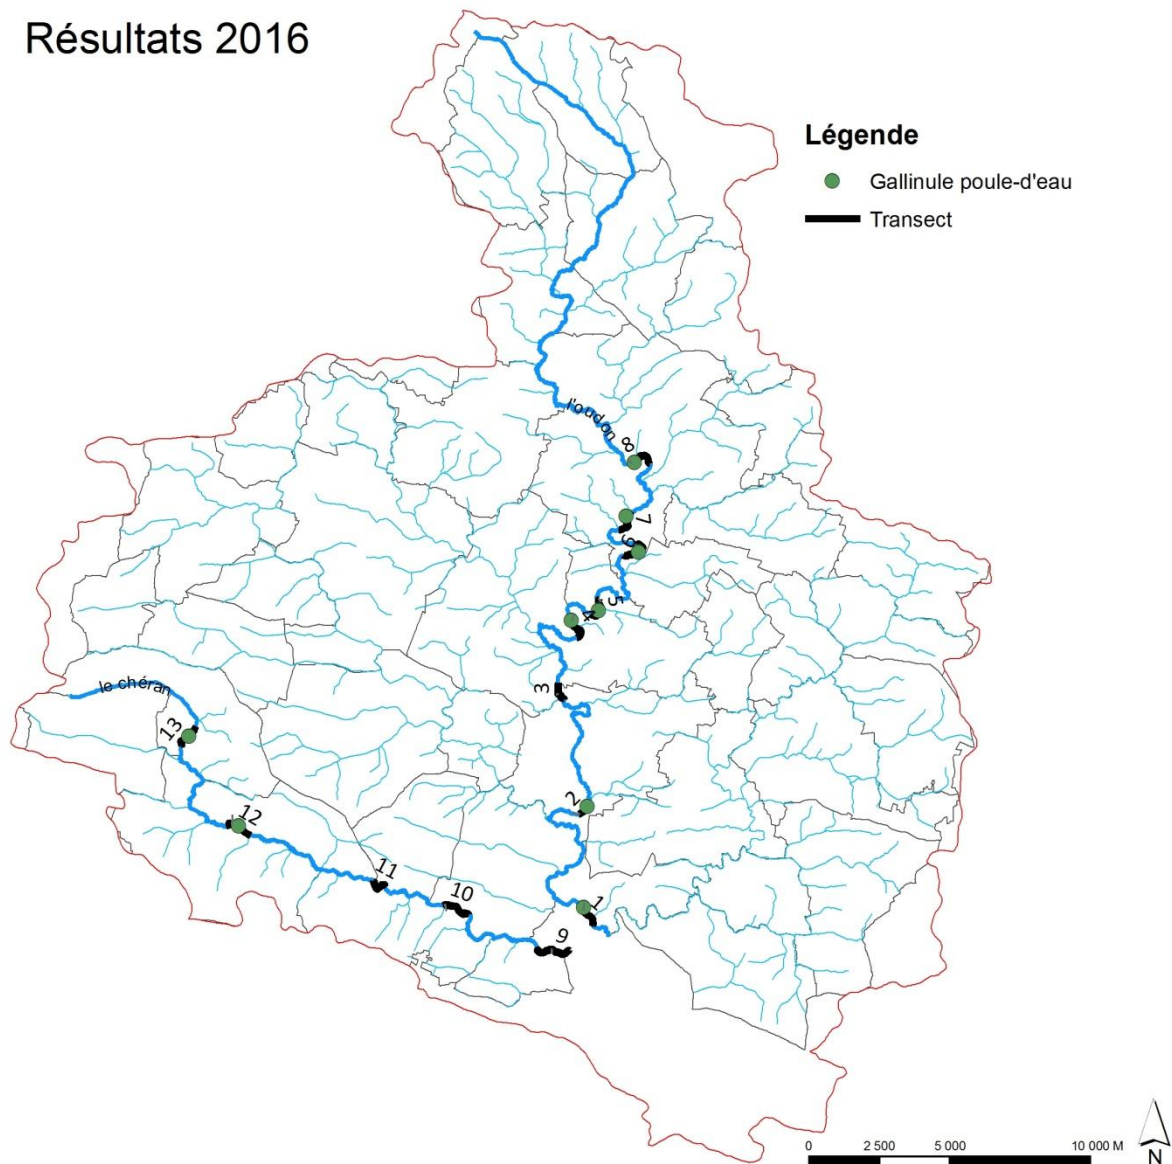 Résultats 2016
Légende
Gallinule poule-d'eau
Transect
l'oudon
8
7
6
5
4
3
le chéran
13
2
12
11
10
1
9
0 2 500 5 000 10 000 M
N